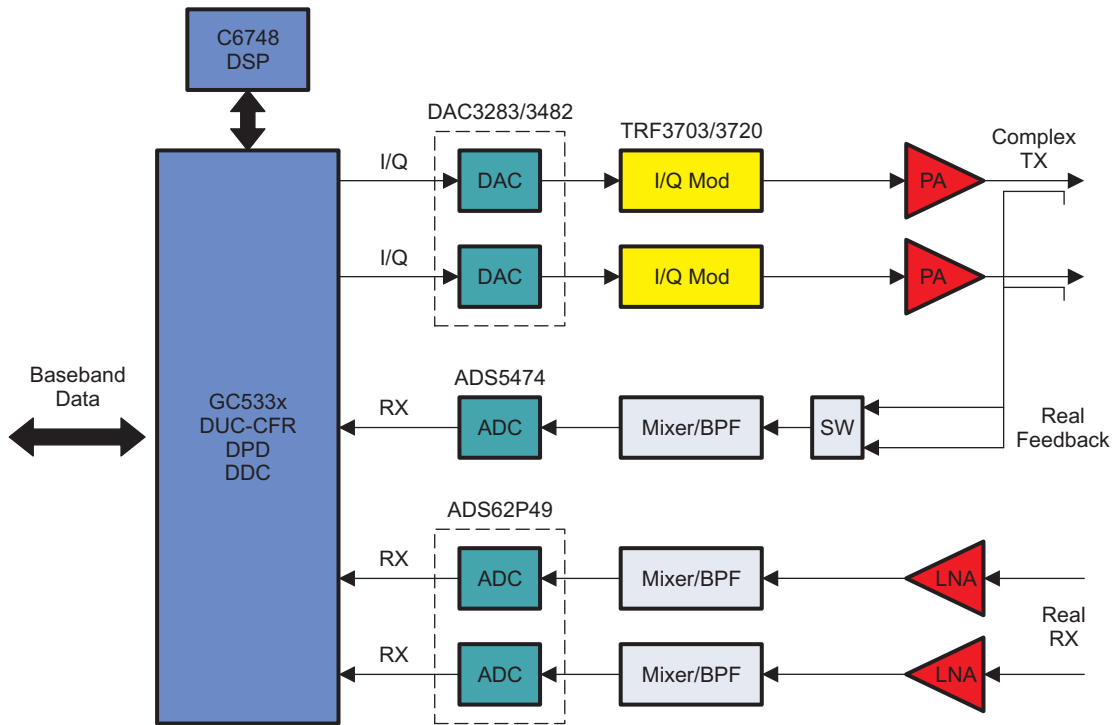 C6748
DSP
DAC3283/3482
TRF3703/3720
Complex
TX
I/Q
DAC
I/Q Mod
PA
I/Q
DAC
I/Q Mod
PA
Baseband
Data
GC533x
DUC-CFR
DPD
DDC
ADS5474
RX
ADC
Mixer/BPF
SW
Real
Feedback
ADS62P49
RX
ADC
Mixer/BPF
LNA
Real
RX
RX
ADC
Mixer/BPF
LNA